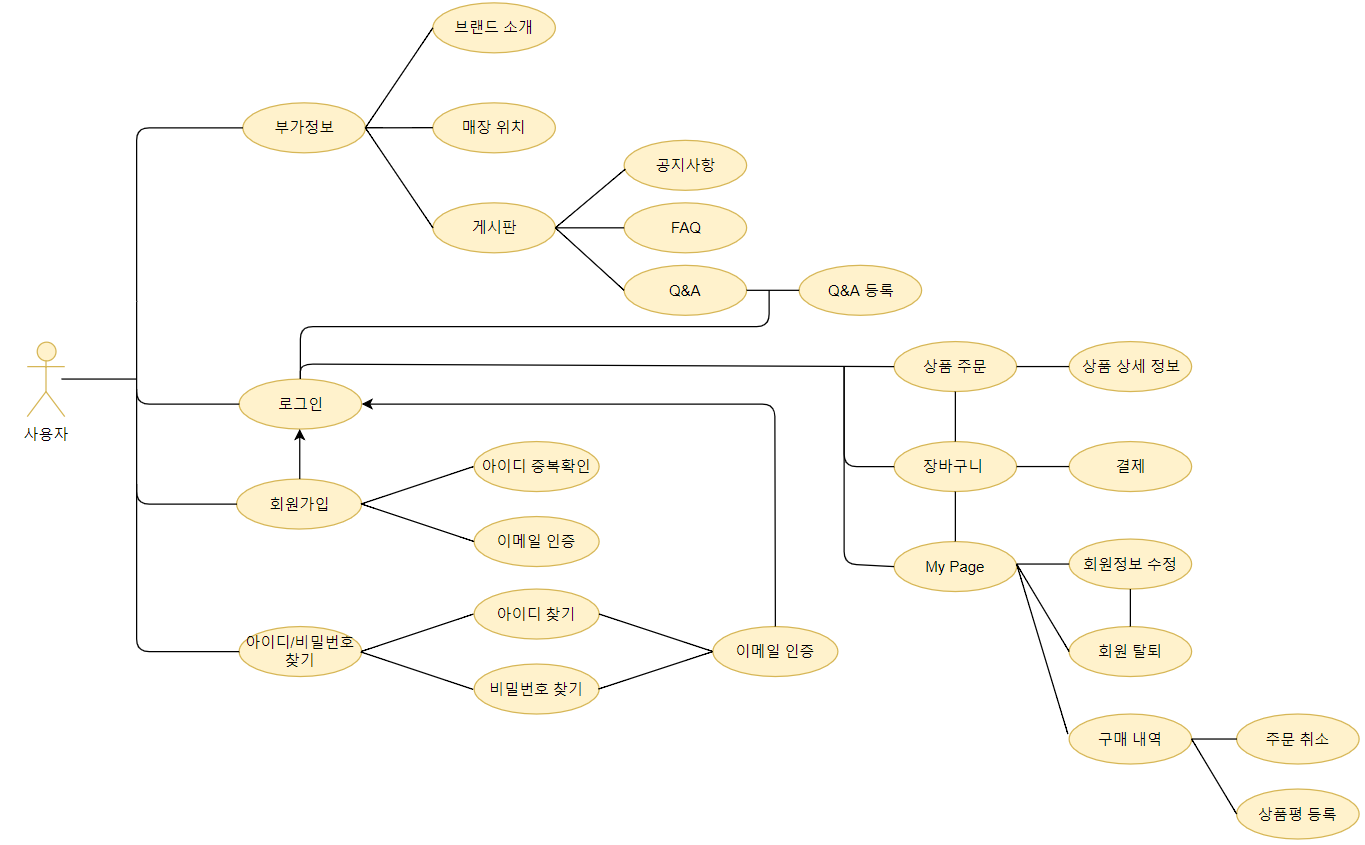 브랜드 소개
부가정보
매장 위치
게시판
공지사항
FAQ
Q&A
Q&A 등록
사용자
로그인
상품 주문
상품 상세 정보
장바구니
결제
회원가입
아이디 중복확인
이메일 인증
My Page
회원정보 수정
회원 탈퇴
아이디/비밀번호
찾기
아이디 찾기
비밀번호 찾기
이메일 인증
구매 내역
주문 취소
상품평 등록